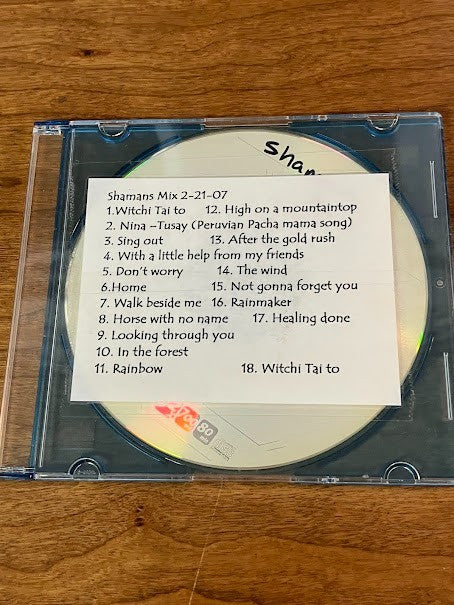 Sha
Shamans Mix 2-21-07
1.Witchi Tai to 12. High on a mountaintop
2. Nina –Tusay (Peruvian Pacha mama song)
3. Sing out 13. After the gold rush
4. With a little help from my friends
5. Don't worry 14. The wind
6.Home 15. Not gonna forget you
7. Walk beside me 16. Rainmaker
8. Horse with no name 17. Healing done
9. Looking through you
10. In the forest
11. Rainbow 18. Witchi Tai to
80
min